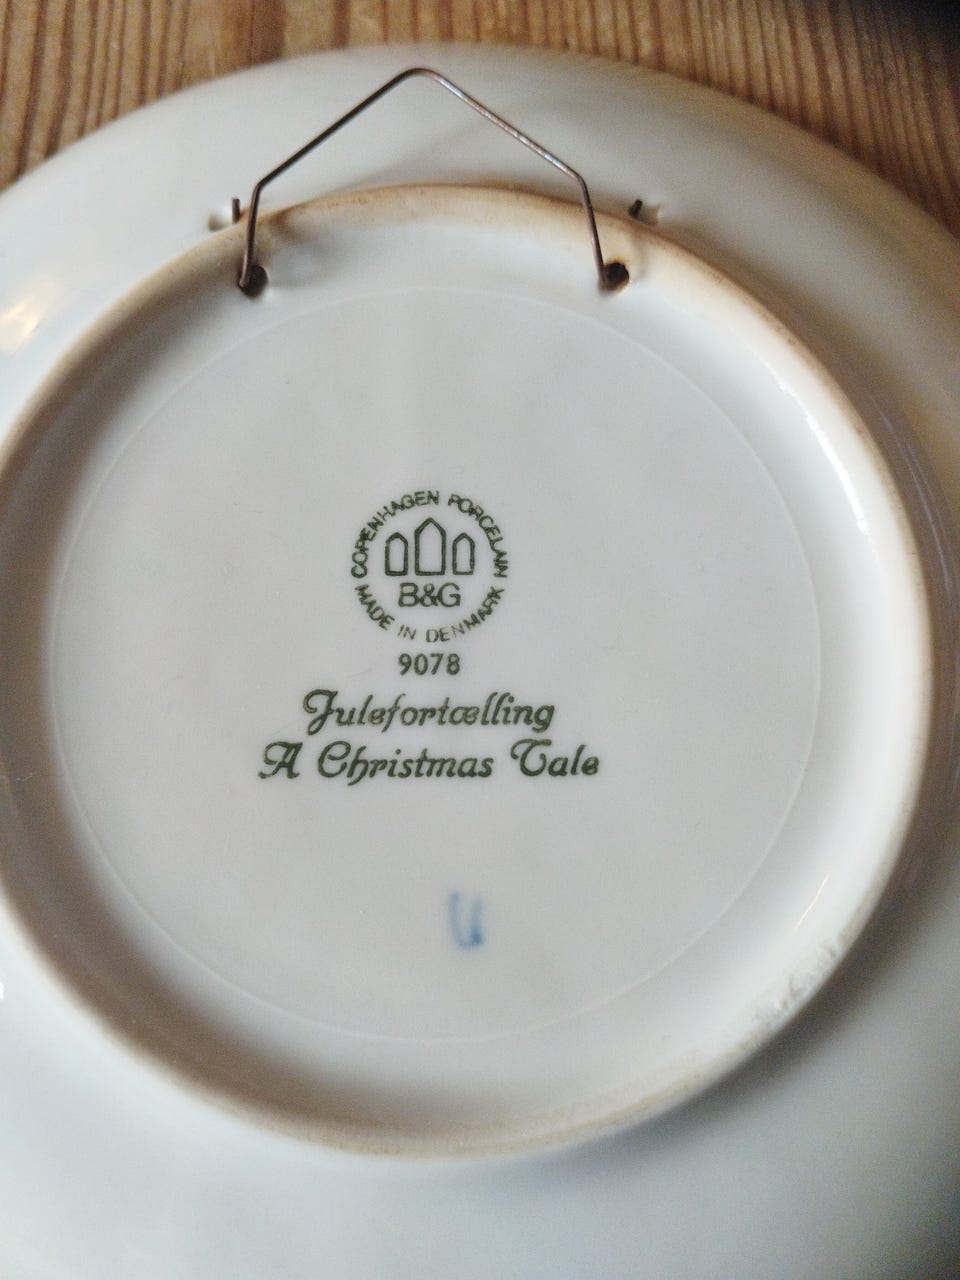 COPENHAGEN PORCELAIN
B&G
MADE IN DENMARK
9078
Julefortælling
A Christmas Tale
U